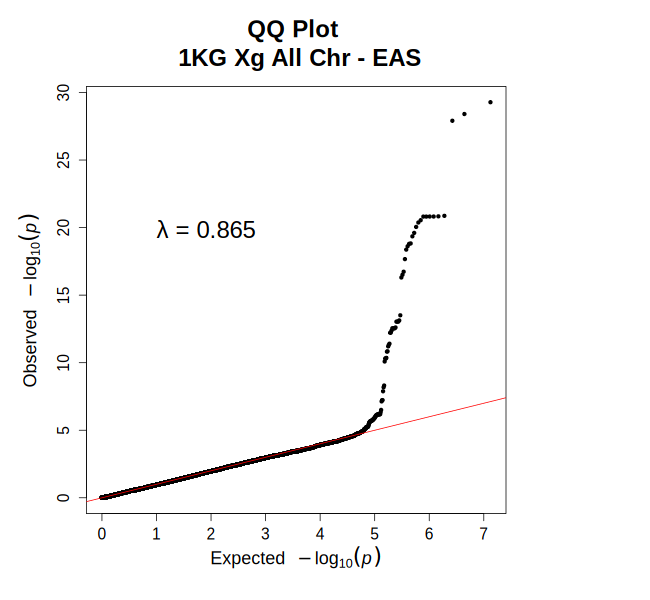 QQ Plot
1KG Xg All Chr - EAS
30
25
20
15
10
5
0
λ = 0.865
Observed −log10(p)
0 1 2 3 4 5 6 7
Expected −log10(p)